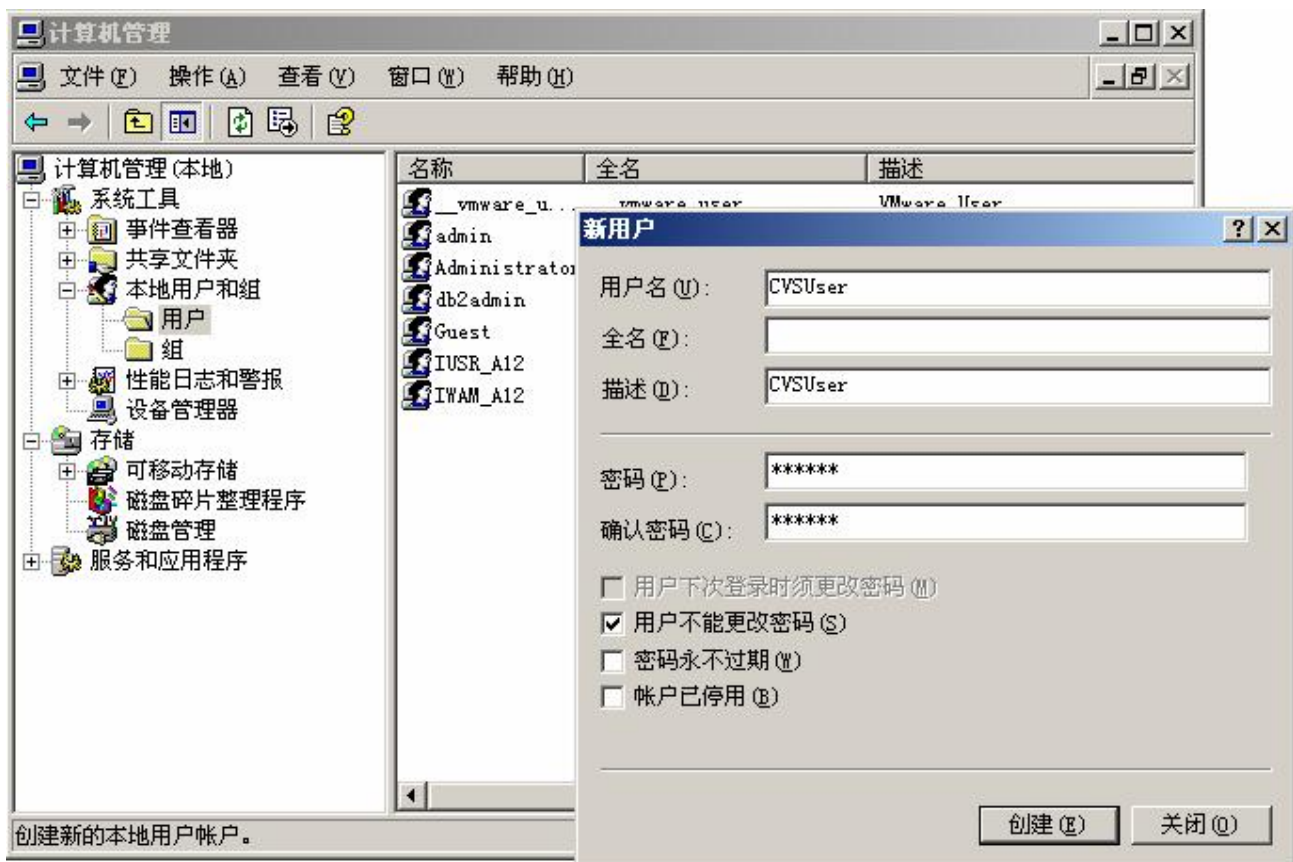 计算机管理
文件(F) 操作(A) 查看(V) 窗口(W) 帮助(H)
计算机管理(本地)
系统工具
事件查看器
共享文件夹
本地用户和组
用户
组
性能日志和警报
设备管理器
存储
可移动存储
磁盘碎片整理程序
磁盘管理
服务和应用程序
名称 全名 描述
__vmware_u... __vmware_user__ VMware User
admin
Administrator
db2admin
Guest
IUSR_A12
IWAM_A12
新用户
用户名(U): CVSUser
全名(F):
描述(D): CVSUser
密码(P): ******
确认密码(C): ******
用户下次登录时须更改密码(M)
用户不能更改密码(S)
密码永不过期(W)
帐户已停用(B)
创建(E) 关闭(O)
创建新的本地用户帐户。